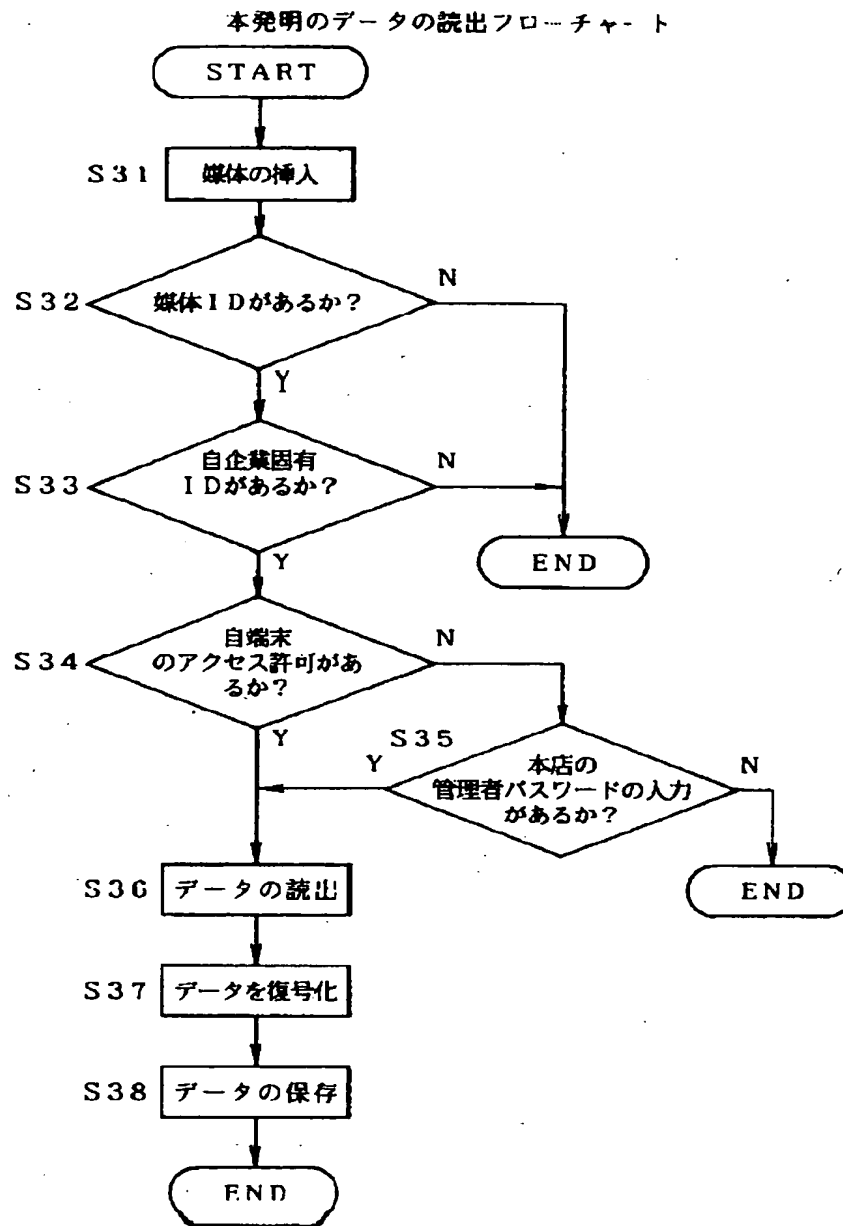 本発明のデータの読出フローチャート
START
S31
媒体の挿入
S32
媒体IDがあるか？
N
Y
S33
自企業固有
IDがあるか？
N
Y
END
S34
自端末
のアクセス許可があ
るか？
N
Y
S35
本店の
管理者パスワードの入力
があるか？
Y
N
END
S36
データの読出
S37
データを復号化
S38
データの保存
END